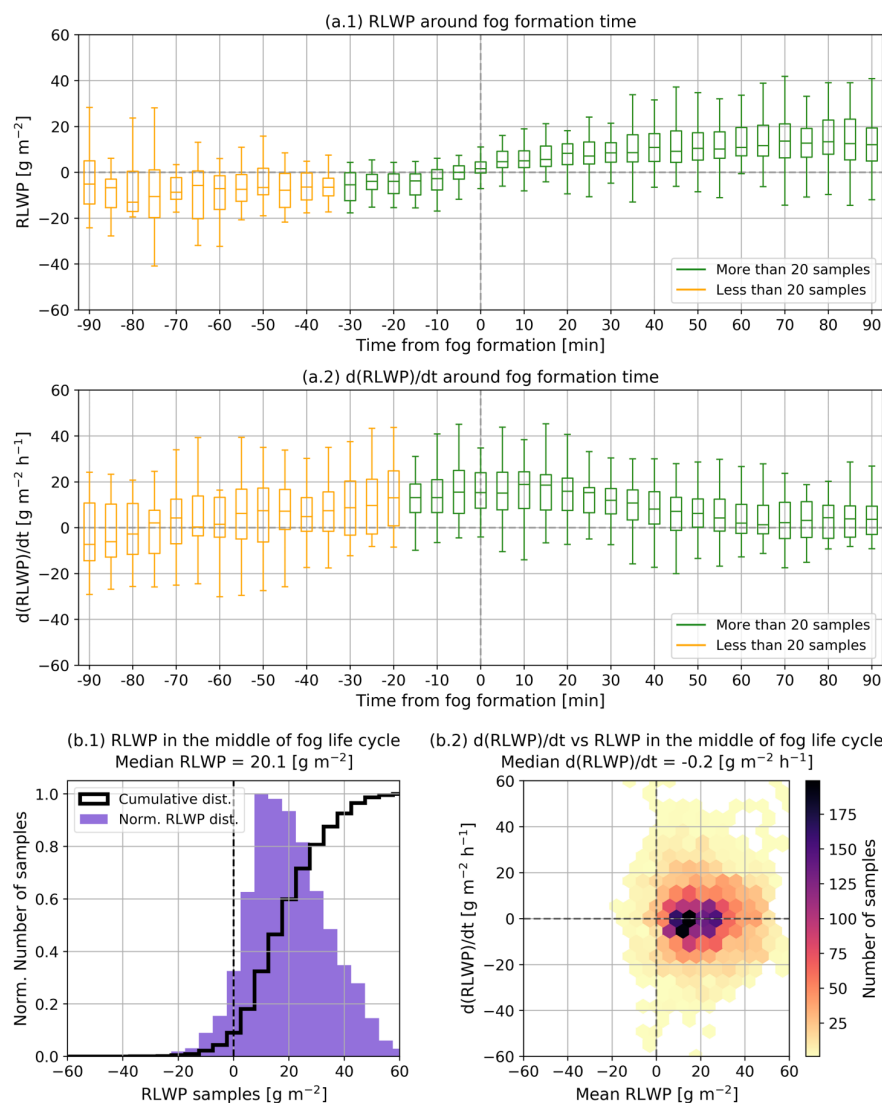 (a.1) RLWP around fog formation time
60
40
20
0
−20
−40
−60
RLWP [g m⁻²]
More than 20 samples
Less than 20 samples
-90 -80 -70 -60 -50 -40 -30 -20 -10 0 10 20 30 40 50 60 70 80 90
Time from fog formation [min]
(a.2) d(RLWP)/dt around fog formation time
60
40
20
0
−20
−40
−60
d(RLWP)/dt [g m⁻² h⁻¹]
More than 20 samples
Less than 20 samples
-90 -80 -70 -60 -50 -40 -30 -20 -10 0 10 20 30 40 50 60 70 80 90
Time from fog formation [min]
(b.1) RLWP in the middle of fog life cycle
Median RLWP = 20.1 [g m⁻²]
1.0
0.8
0.6
0.4
0.2
0.0
Norm. Number of samples
Cumulative dist.
Norm. RLWP dist.
−60 −40 −20 0 20 40 60
RLWP samples [g m⁻²]
(b.2) d(RLWP)/dt vs RLWP in the middle of fog life cycle
Median d(RLWP)/dt = -0.2 [g m⁻² h⁻¹]
60
40
20
0
−20
−40
−60
d(RLWP)/dt [g m⁻² h⁻¹]
−60 −40 −20 0 20 40 60
Mean RLWP [g m⁻²]
175
150
125
100
75
50
25
Number of samples